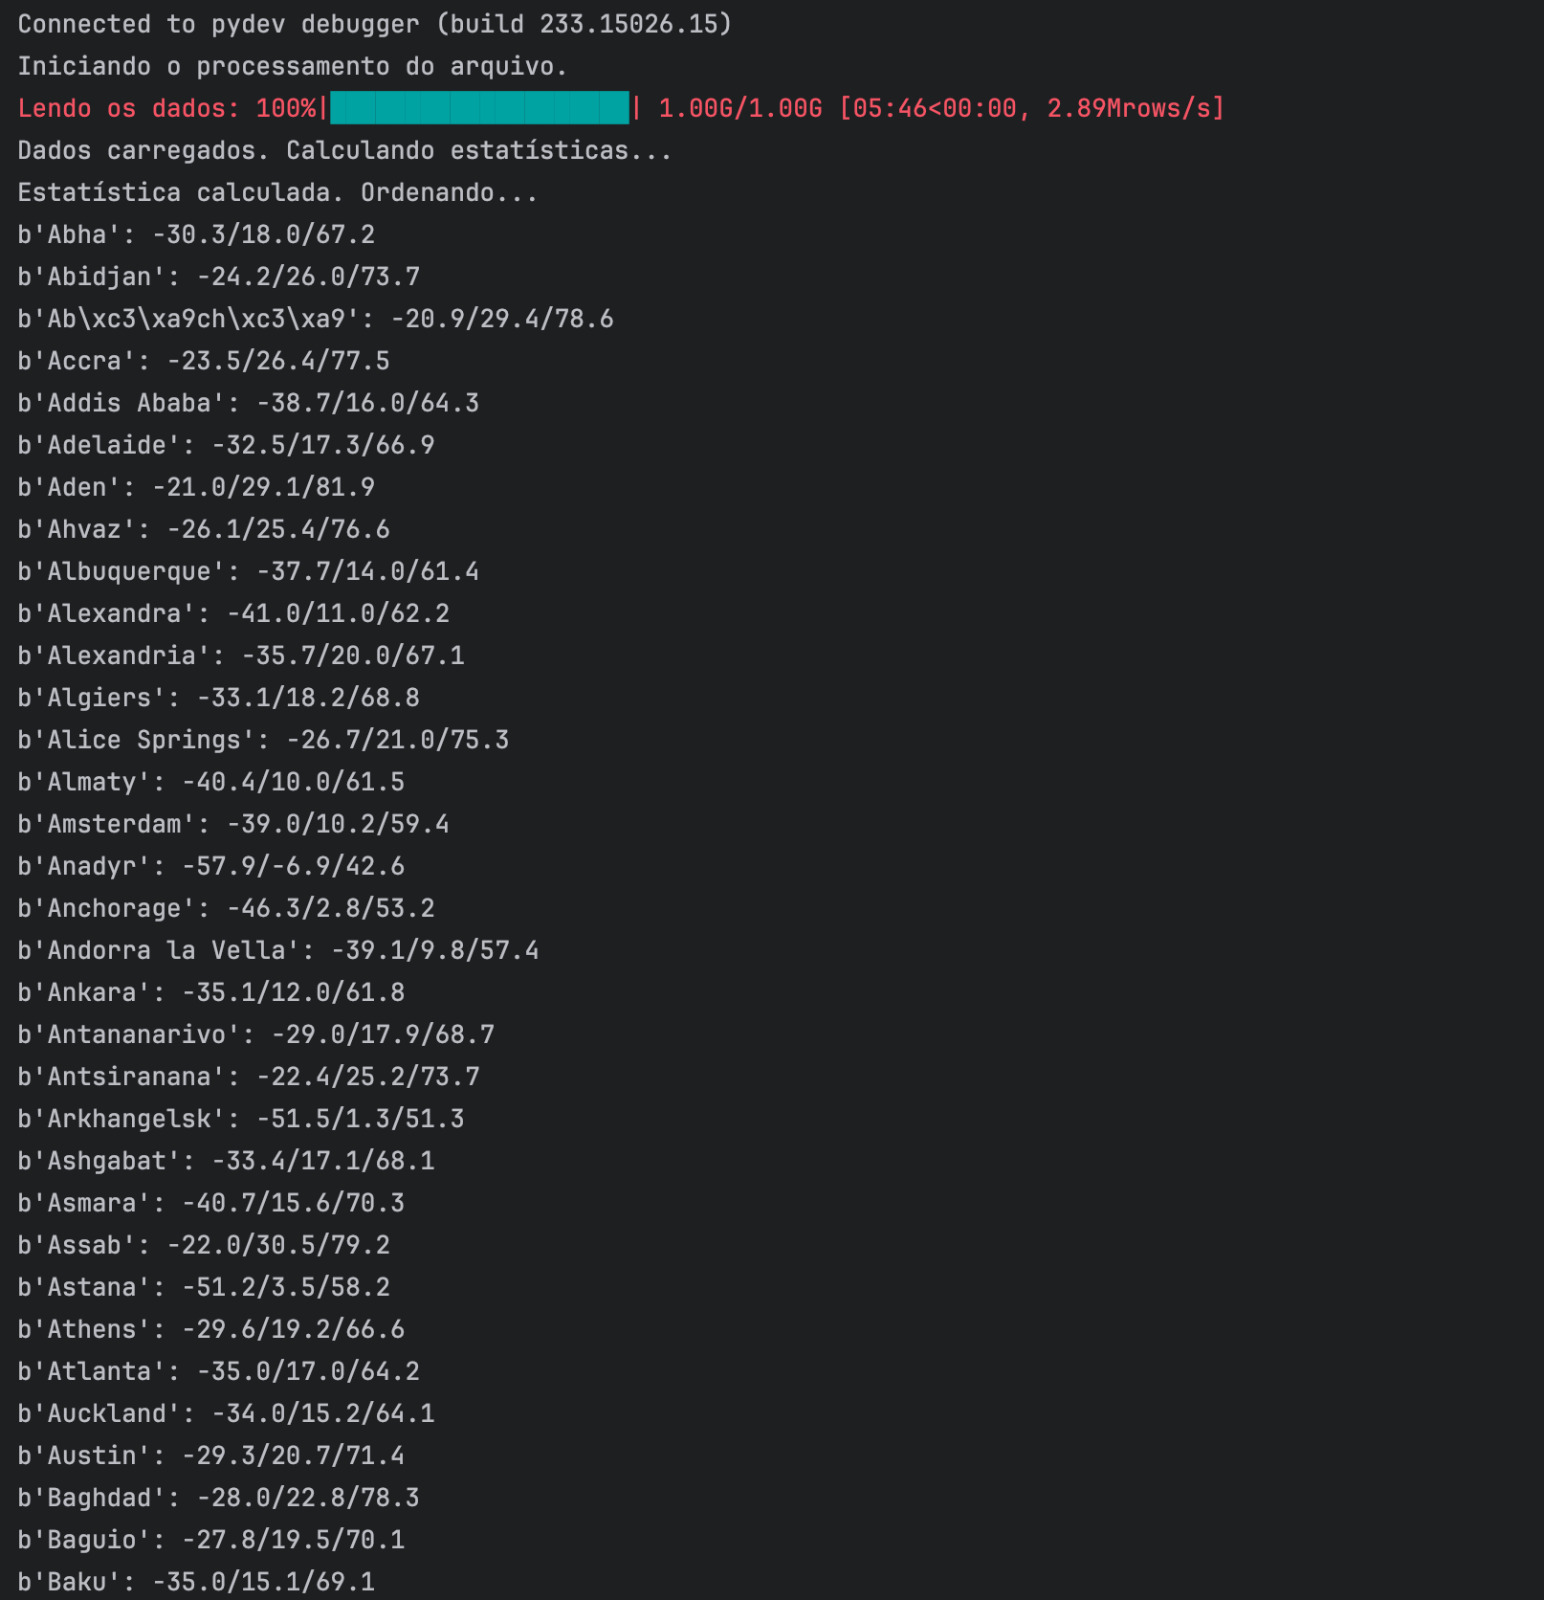 Connected to pydev debugger (build 233.15026.15)
Iniciando o processamento do arquivo.
Lendo os dados: 100%|████████████████████| 1.00G/1.00G [05:46<00:00, 2.89Mrows/s]
Dados carregados. Calculando estatísticas...
Estatística calculada. Ordenando...
b'Abha': -30.3/18.0/67.2
b'Abidjan': -24.2/26.0/73.7
b'Ab\xc3\xa9ch\xc3\xa9': -20.9/29.4/78.6
b'Accra': -23.5/26.4/77.5
b'Addis Ababa': -38.7/16.0/64.3
b'Adelaide': -32.5/17.3/66.9
b'Aden': -21.0/29.1/81.9
b'Ahvaz': -26.1/25.4/76.6
b'Albuquerque': -37.7/14.0/61.4
b'Alexandra': -41.0/11.0/62.2
b'Alexandria': -35.7/20.0/67.1
b'Algiers': -33.1/18.2/68.8
b'Alice Springs': -26.7/21.0/75.3
b'Almaty': -40.4/10.0/61.5
b'Amsterdam': -39.0/10.2/59.4
b'Anadyr': -57.9/-6.9/42.6
b'Anchorage': -46.3/2.8/53.2
b'Andorra la Vella': -39.1/9.8/57.4
b'Ankara': -35.1/12.0/61.8
b'Antananarivo': -29.0/17.9/68.7
b'Antsiranana': -22.4/25.2/73.7
b'Arkhangelsk': -51.5/1.3/51.3
b'Ashgabat': -33.4/17.1/68.1
b'Asmara': -40.7/15.6/70.3
b'Assab': -22.0/30.5/79.2
b'Astana': -51.2/3.5/58.2
b'Athens': -29.6/19.2/66.6
b'Atlanta': -35.0/17.0/64.2
b'Auckland': -34.0/15.2/64.1
b'Austin': -29.3/20.7/71.4
b'Baghdad': -28.0/22.8/78.3
b'Baguio': -27.8/19.5/70.1
b'Baku': -35.0/15.1/69.1